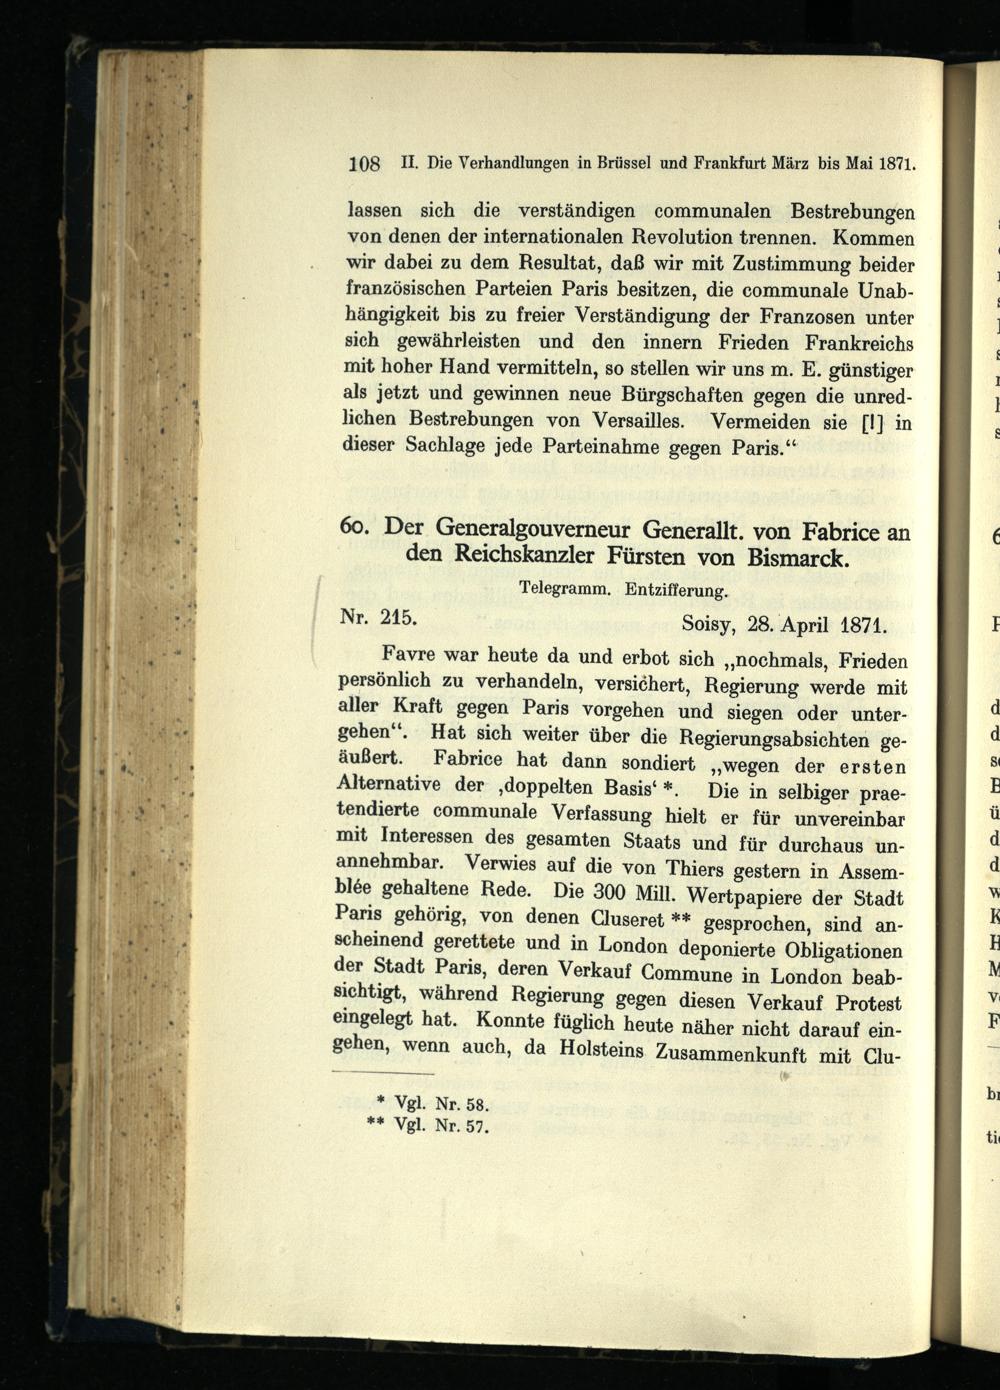 108 II. Die Verhandlungen in Brüssel und Frankfurt März bis Mai 1871.
lassen sich die verständigen communalen Bestrebungen
von denen der internationalen Revolution trennen. Kommen
wir dabei zu dem Resultat, daß wir mit Zustimmung beider
französischen Parteien Paris besitzen, die communale Unab-
hängigkeit bis zu freier Verständigung der Franzosen unter
sich gewährleisten und den innern Frieden Frankreichs
mit hoher Hand vermitteln, so stellen wir uns m. E. günstiger
als jetzt und gewinnen neue Bürgschaften gegen die unred-
lichen Bestrebungen von Versailles. Vermeiden sie [!] in
dieser Sachlage jede Parteinahme gegen Paris.“
60. Der Generalgouverneur Generallt. von Fabrice an
den Reichskanzler Fürsten von Bismarck.
Telegramm. Entzifferung.
Nr. 215. Soisy, 28. April 1871.
Favre war heute da und erbot sich „nochmals, Frieden
persönlich zu verhandeln, versichert, Regierung werde mit
aller Kraft gegen Paris vorgehen und siegen oder unter-
gehen“. Hat sich weiter über die Regierungsabsichten ge-
äußert. Fabrice hat dann sondiert „wegen der ersten
Alternative der ‚doppelten Basis‘ *. Die in selbiger prae-
tendierte communale Verfassung hielt er für unvereinbar
mit Interessen des gesamten Staats und für durchaus un-
annehmbar. Verwies auf die von Thiers gestern in Assem-
blée gehaltene Rede. Die 300 Mill. Wertpapiere der Stadt
Paris gehörig, von denen Cluseret ** gesprochen, sind an-
scheinend gerettete und in London deponierte Obligationen
der Stadt Paris, deren Verkauf Commune in London beab-
sichtigt, während Regierung gegen diesen Verkauf Protest
eingelegt hat. Konnte füglich heute näher nicht darauf ein-
gehen, wenn auch, da Holsteins Zusammenkunft mit Clu-
* Vgl. Nr. 58.
** Vgl. Nr. 57.